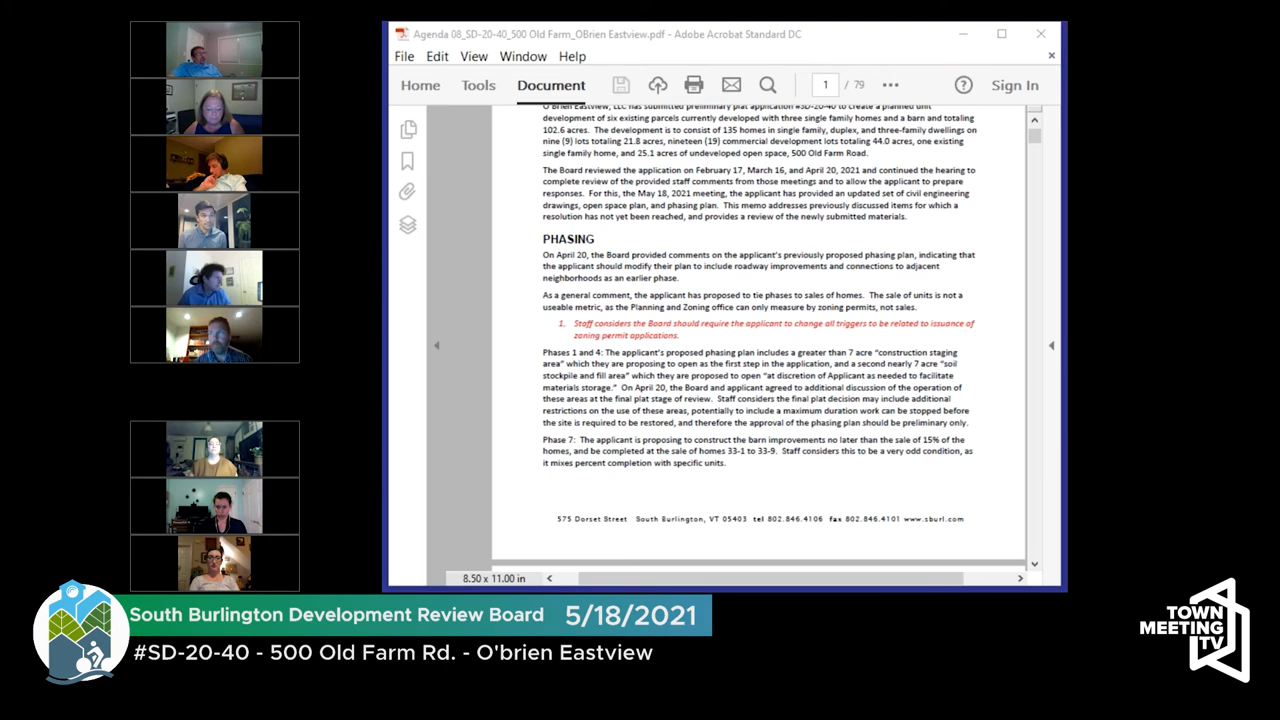 Agenda 08_SD-20-40_500 Old Farm_OBrien Eastview.pdf - Adobe Acrobat Standard DC
File Edit View Window Help
Home Tools Document 1 / 79 Sign In
O'Brien Eastview, LLC has submitted preliminary plat application #SD-20-40 to create a planned unit
development of six existing parcels currently developed with three single family homes and a barn and totaling
102.6 acres. The development is to consist of 135 homes in single family, duplex, and three-family dwellings on
nine (9) lots totaling 21.8 acres, nineteen (19) commercial development lots totaling 44.0 acres, one existing
single family home, and 25.1 acres of undeveloped open space, 500 Old Farm Road.
The Board reviewed the application on February 17, March 16, and April 20, 2021 and continued the hearing to
complete review of the provided staff comments from those meetings and to allow the applicant to prepare
responses. For this, the May 18, 2021 meeting, the applicant has provided an updated set of civil engineering
drawings, open space plan, and phasing plan. This memo addresses previously discussed items for which a
resolution has not yet been reached, and provides a review of the newly submitted materials.
PHASING
On April 20, the Board provided comments on the applicant's previously proposed phasing plan, indicating that
the applicant should modify their plan to include roadway improvements and connections to adjacent
neighborhoods as an earlier phase.
As a general comment, the applicant has proposed to tie phases to sales of homes. The sale of units is not a
useable metric, as the Planning and Zoning office can only measure by zoning permits, not sales.
1. Staff considers the Board should require the applicant to change all triggers to be related to issuance of
zoning permit applications.
Phases 1 and 4: The applicant's proposed phasing plan includes a greater than 7 acre "construction staging
area" which they are proposing to open as the first step in the application, and a second nearly 7 acre "soil
stockpile and fill area" which they are proposed to open "at discretion of Applicant as needed to facilitate
materials storage." On April 20, the Board and applicant agreed to additional discussion of the operation of
these areas at the final plat stage of review. Staff considers the final plat decision may include additional
restrictions on the use of these areas, potentially to include a maximum duration work can be stopped before
the site is required to be restored, and therefore the approval of the phasing plan should be preliminary only.
Phase 7: The applicant is proposing to construct the barn improvements no later than the sale of 15% of the
homes, and be completed at the sale of homes 33-1 to 33-9. Staff considers this to be a very odd condition, as
it mixes percent completion with specific units.
575 Dorset Street South Burlington, VT 05403 tel 802.846.4106 fax 802.846.4101 www.sburl.com
8.50 x 11.00 in
South Burlington Development Review Board 5/18/2021
#SD-20-40 - 500 Old Farm Rd. - O'brien Eastview
TOWN
MEETING
TV